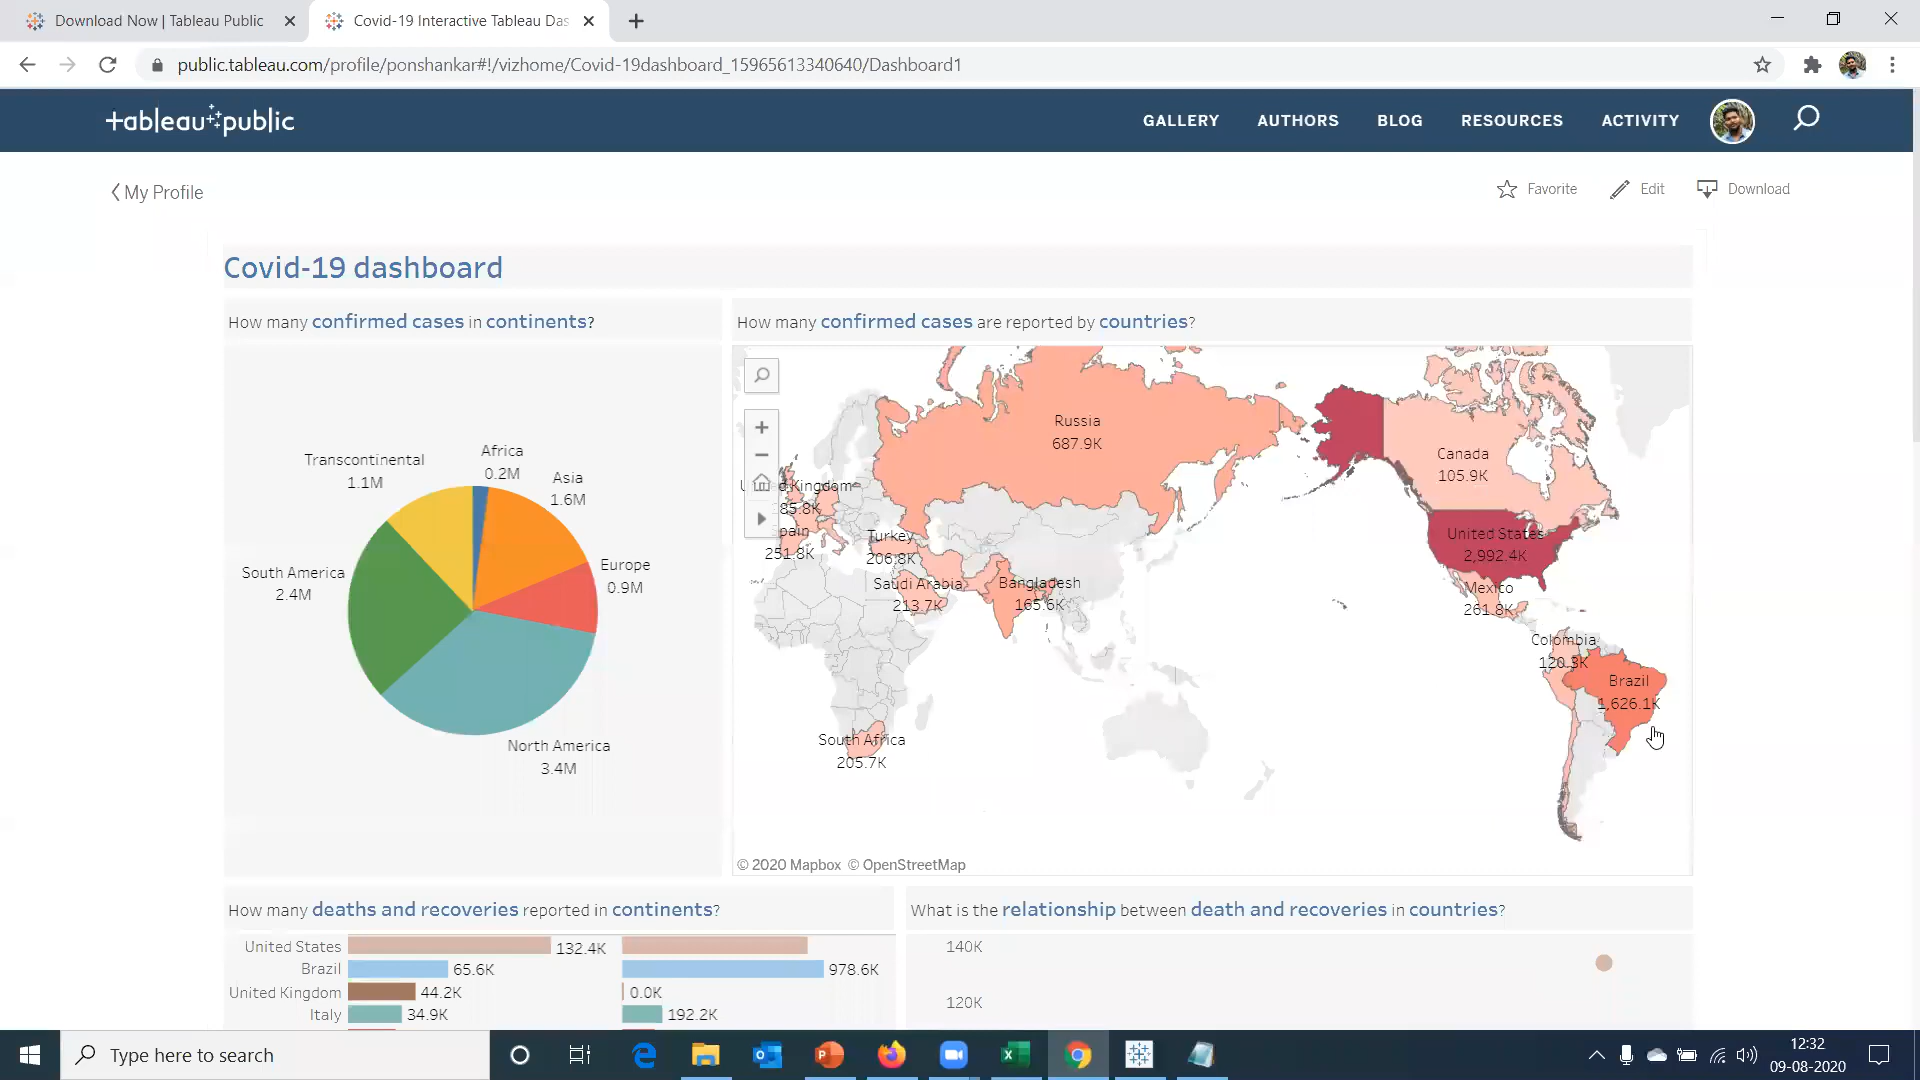 Download Now | Tableau Public
Covid-19 Interactive Tableau Das
public.tableau.com/profile/ponshankar#!/vizhome/Covid-19dashboard_15965613340640/Dashboard1
+ableau public
GALLERY
AUTHORS
BLOG
RESOURCES
ACTIVITY
My Profile
Favorite
Edit
Download
Covid-19 dashboard
How many confirmed cases in continents?
How many confirmed cases are reported by countries?
Transcontinental
1.1M
Africa
0.2M
Asia
1.6M
Europe
0.9M
South America
2.4M
North America
3.4M
Russia
687.9K
Canada
105.9K
United States
2,992.4K
Mexico
261.8K
Colombia
120.3K
Brazil
1,626.1K
Kingdom
85.8K
pain
251.8K
Turkey
206.8K
Saudi Arabia
213.7K
Bangladesh
165.6K
South Africa
205.7K
© 2020 Mapbox © OpenStreetMap
How many deaths and recoveries reported in continents?
What is the relationship between death and recoveries in countries?
United States
132.4K
Brazil
65.6K
978.6K
United Kingdom
44.2K
0.0K
Italy
34.9K
192.2K
140K
120K
Type here to search
12:32
09-08-2020